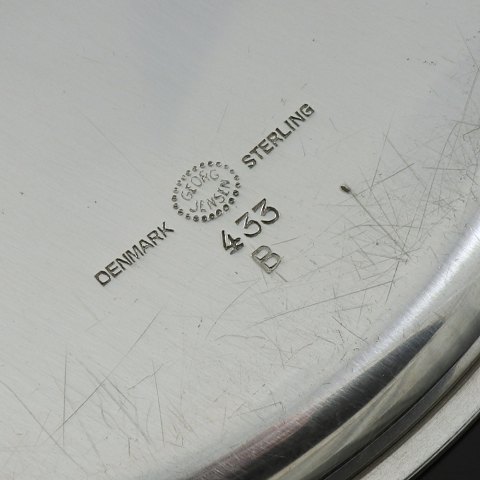 DENMARK GEORG JENSEN STERLING
433
B